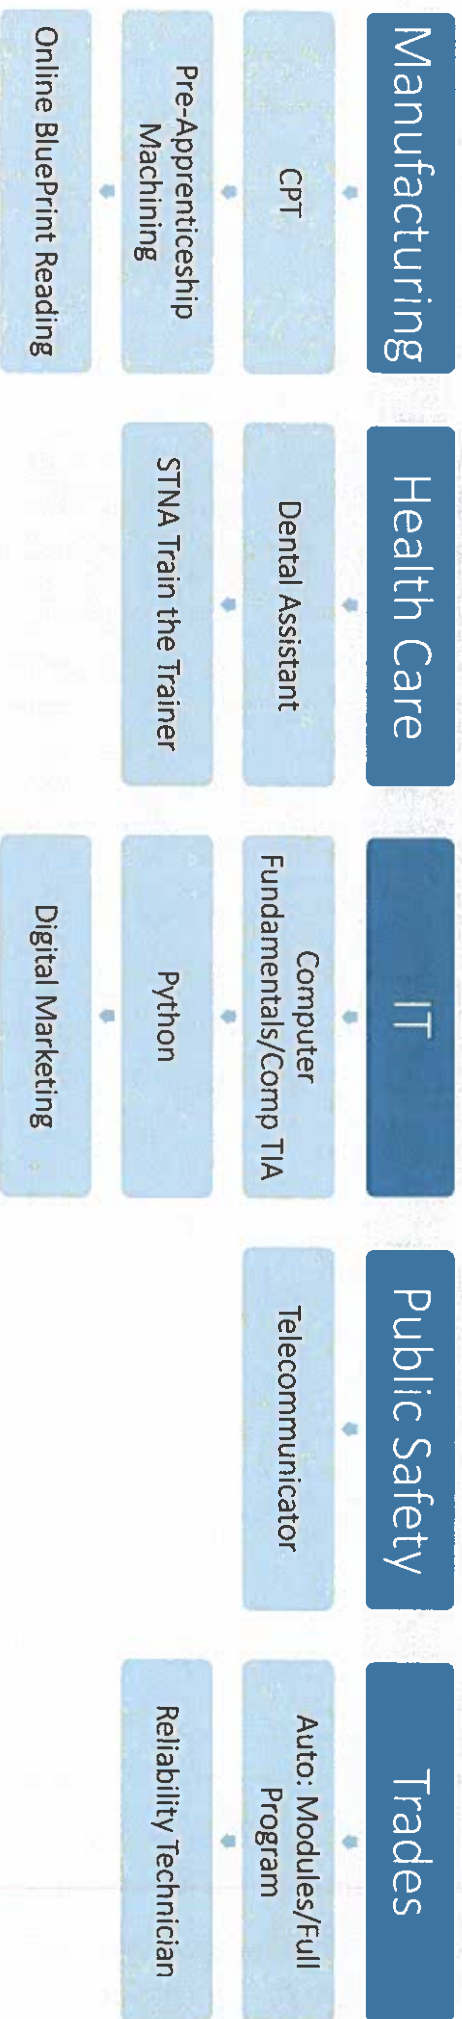 Manufacturing
CPT
Pre-Apprenticeship
Machining
Online BluePrint Reading
Health Care
Dental Assistant
STNA Train the Trainer
IT
Computer
Fundamentals/Comp TIA
Python
Digital Marketing
Public Safety
Telecommunicator
Trades
Auto: Modules/Full
Program
Reliability Technician